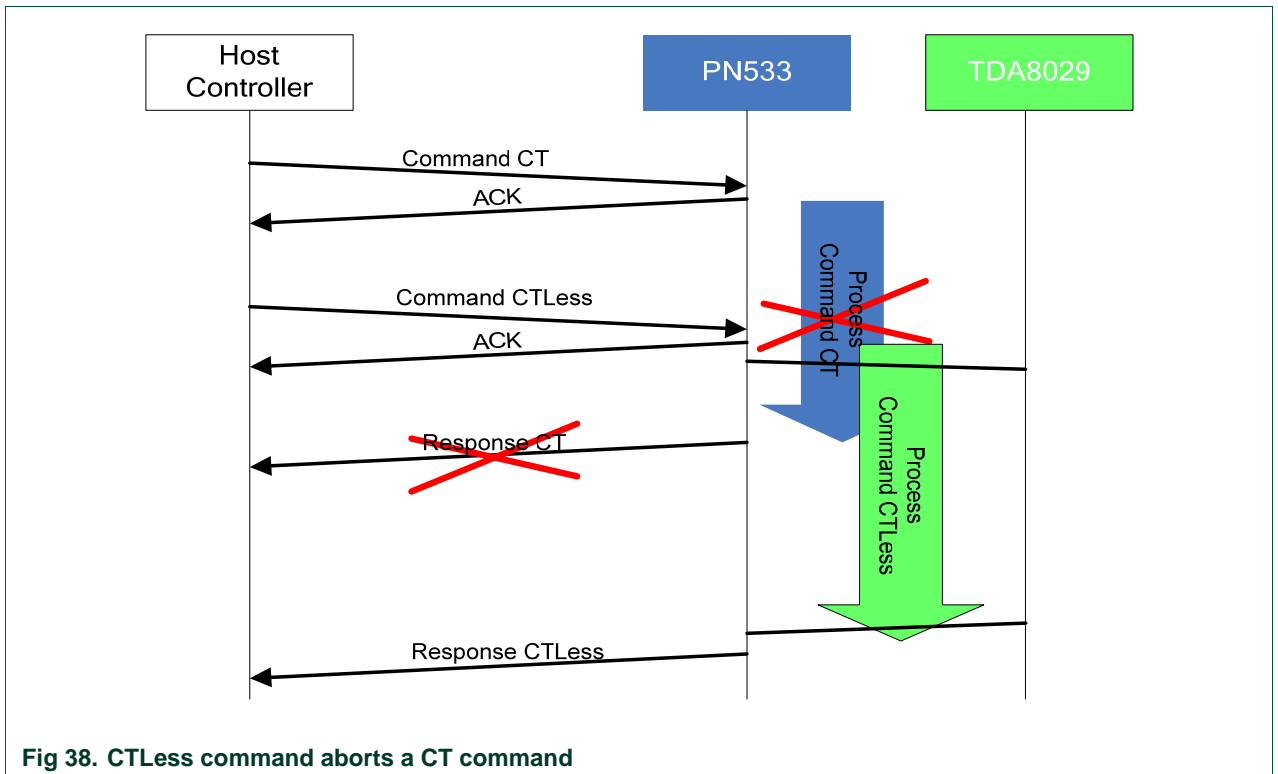 Host
Controller
PN533
TDA8029
Command CT
ACK
Process
Command CT
Command CTLess
ACK
Response CT
Process
Command CTLess
Response CTLess
Fig 38. CTLess command aborts a CT command